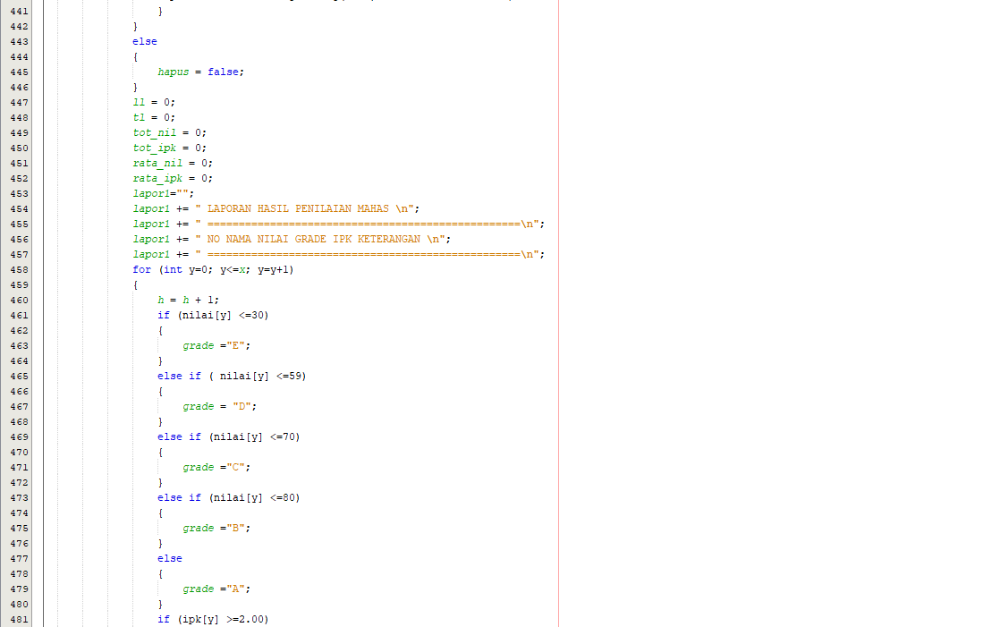 441 }
442 }
443 else
444 {
445 hapus = false;
446 }
447 ll = 0;
448 tl = 0;
449 tot_nil = 0;
450 tot_ipk = 0;
451 rata_nil = 0;
452 rata_ipk = 0;
453 lapor1="";
454 lapor1 += " LAPORAN HASIL PENILAIAN MAHAS \n";
455 lapor1 += " ==================================================\n";
456 lapor1 += " NO NAMA NILAI GRADE IPK KETERANGAN \n";
457 lapor1 += " ==================================================\n";
458 for (int y=0; y<=x; y=y+1)
459 {
460 h = h + 1;
461 if (nilai[y] <=30)
462 {
463 grade ="E";
464 }
465 else if ( nilai[y] <=59)
466 {
467 grade = "D";
468 }
469 else if (nilai[y] <=70)
470 {
471 grade ="C";
472 }
473 else if (nilai[y] <=80)
474 {
475 grade ="B";
476 }
477 else
478 {
479 grade ="A";
480 }
481 if (ipk[y] >=2.00)